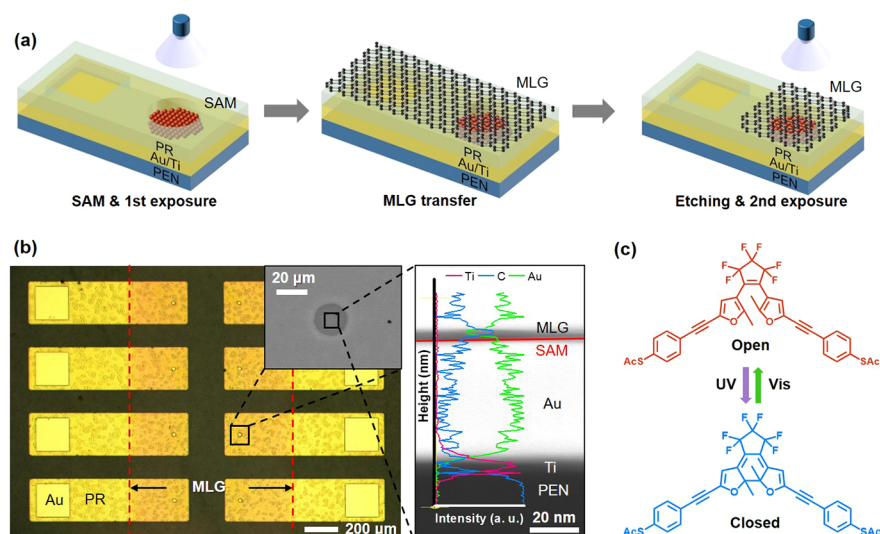 (a)
SAM
PR
Au/Ti
PEN
SAM & 1st exposure
MLG
PR
Au/Ti
PEN
MLG transfer
MLG
PR
Au/Ti
PEN
Etching & 2nd exposure
(b)
20 µm
Au
PR
MLG
200 µm
Ti C Au
MLG
SAM
Au
Ti
PEN
Height (nm)
Intensity (a. u.)
20 nm
(c)
F F
F F
F F
O O
AcS SAc
Open
UV Vis
F F
F F
F F
O O
AcS SAc
Closed